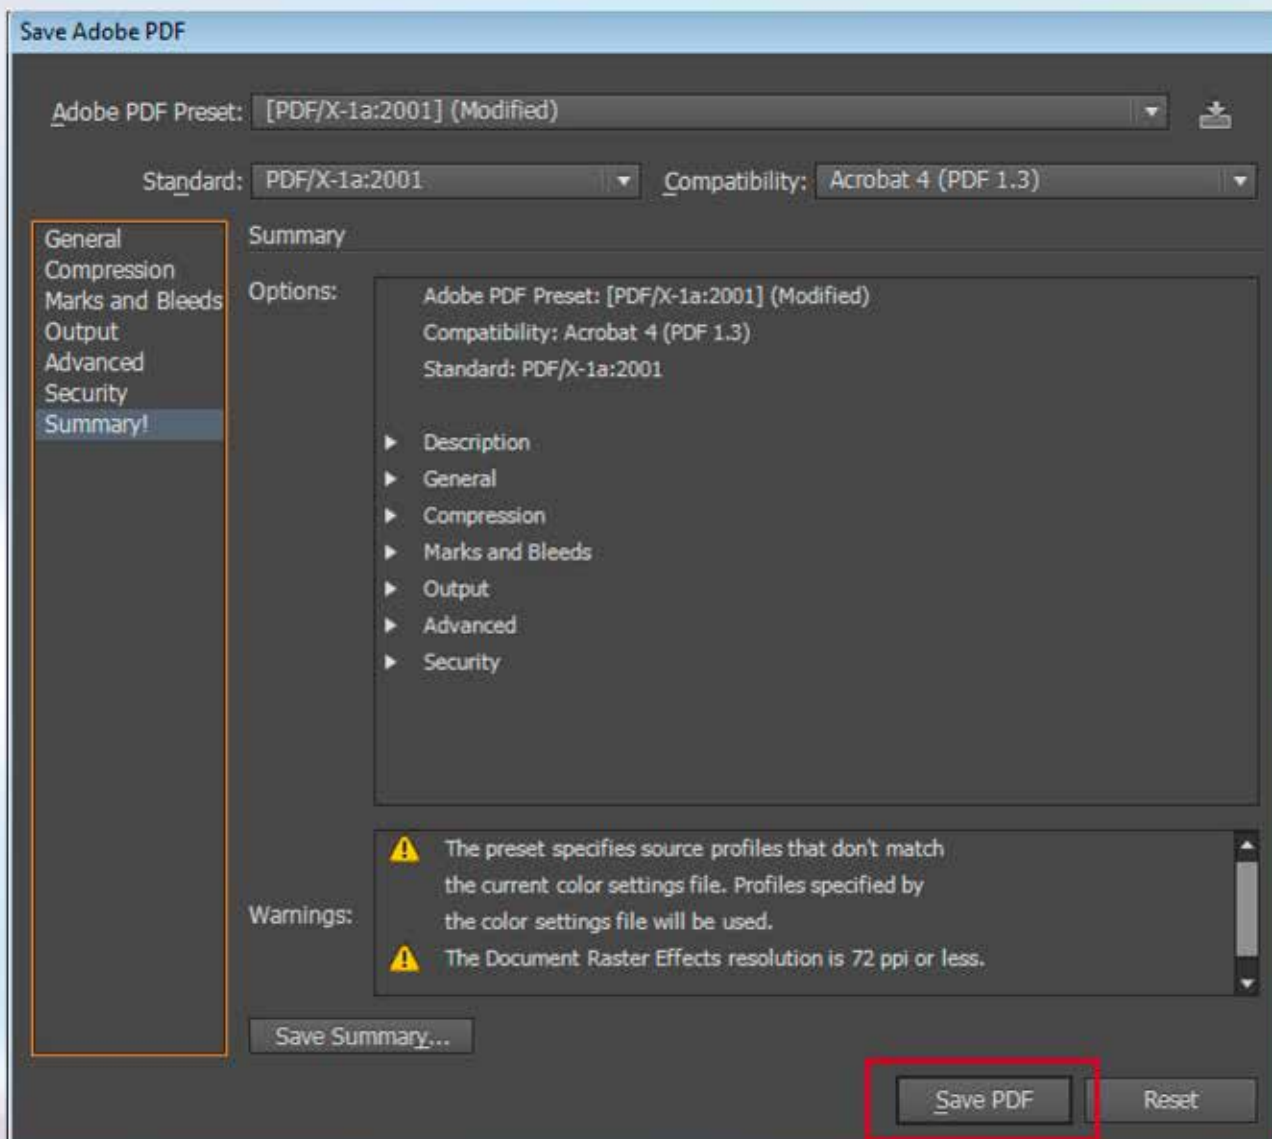 Save Adobe PDF
Adobe PDF Preset: [PDF/X-1a:2001] (Modified)
Standard: PDF/X-1a:2001 Compatibility: Acrobat 4 (PDF 1.3)
General
Compression
Marks and Bleeds
Output
Advanced
Security
Summary!
Summary
Options:
Adobe PDF Preset: [PDF/X-1a:2001] (Modified)
Compatibility: Acrobat 4 (PDF 1.3)
Standard: PDF/X-1a:2001
Description
General
Compression
Marks and Bleeds
Output
Advanced
Security
Warnings:
The preset specifies source profiles that don't match
the current color settings file. Profiles specified by
the color settings file will be used.
The Document Raster Effects resolution is 72 ppi or less.
Save Summary...
Save PDF Reset